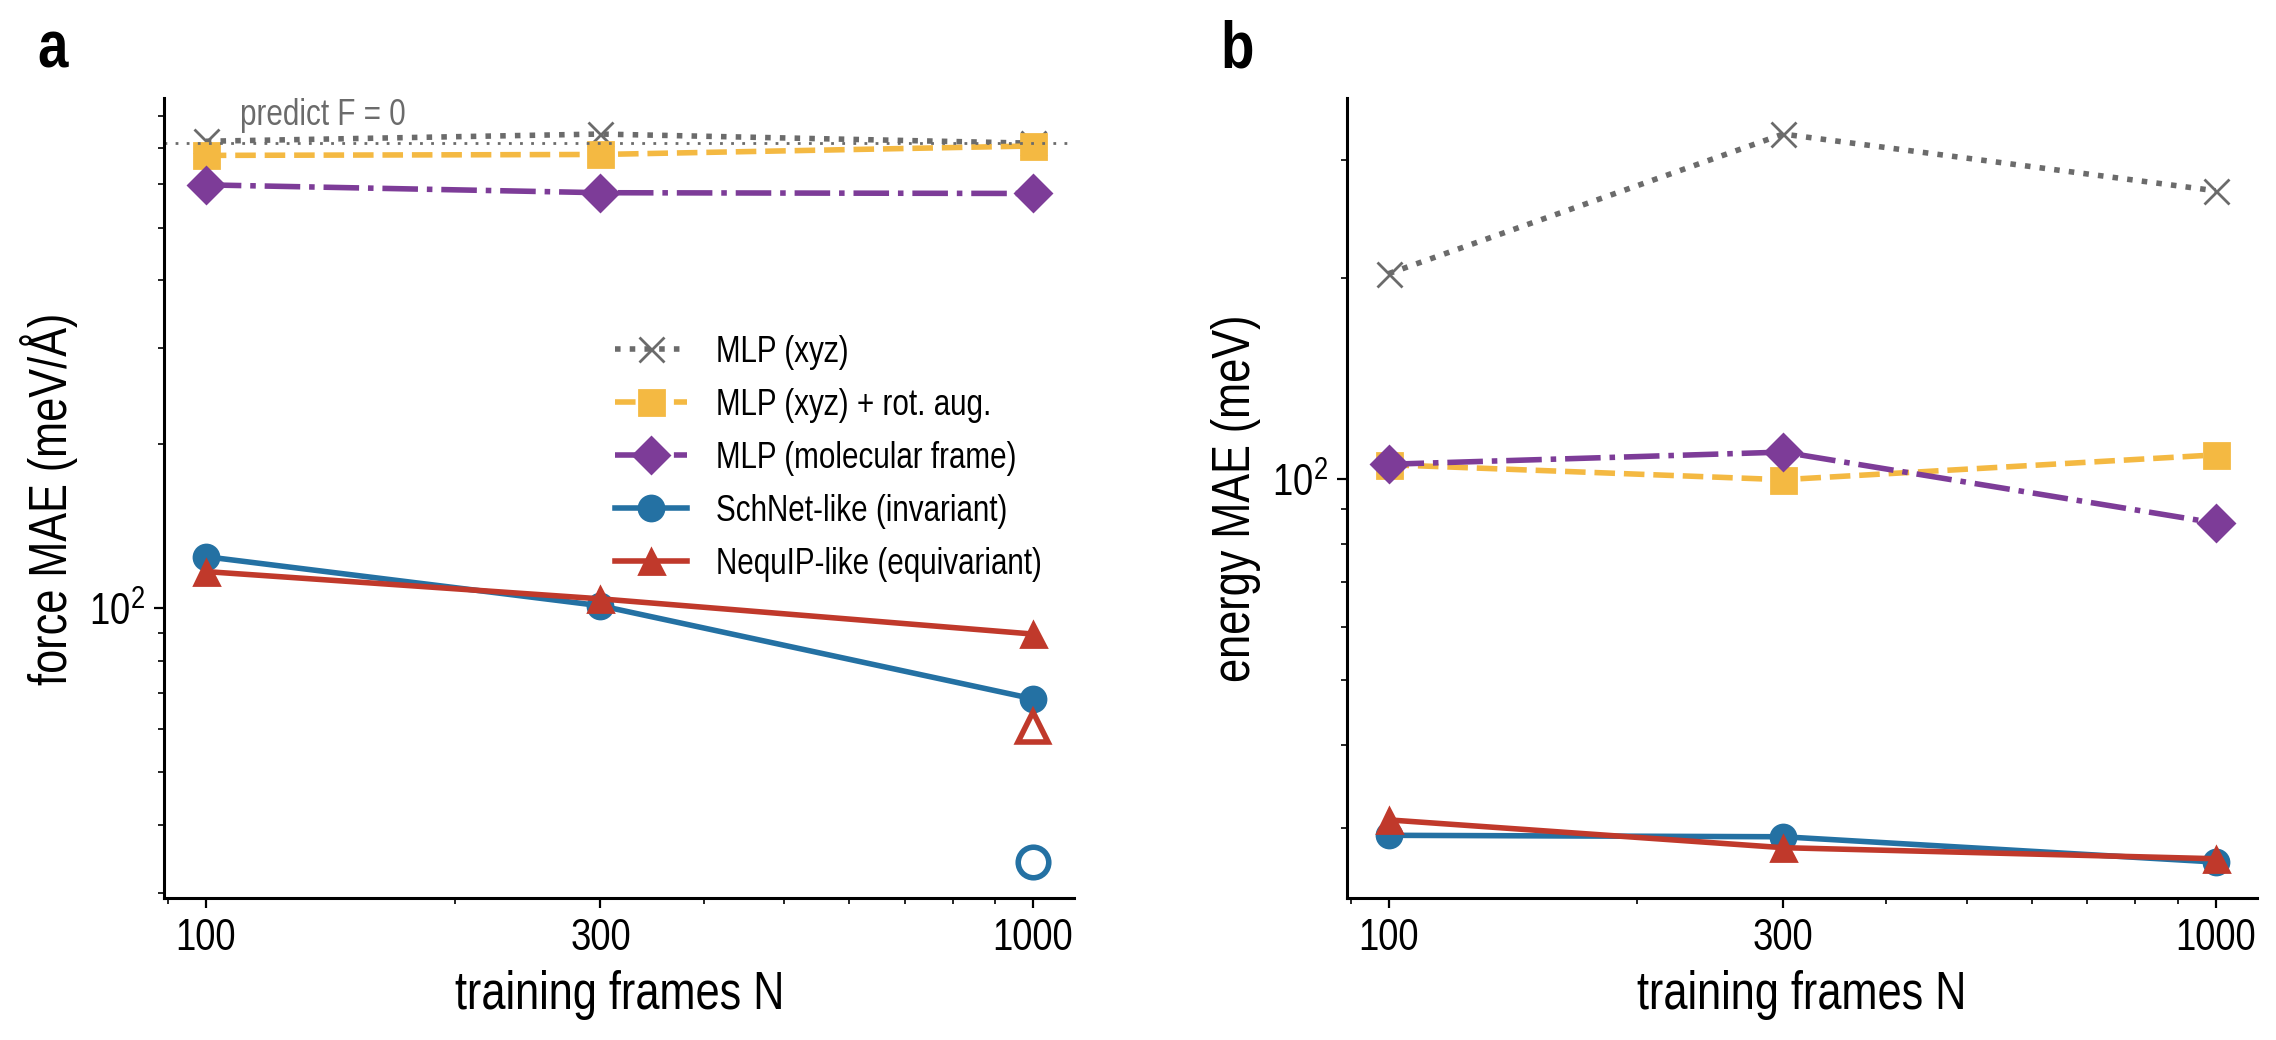 a
predict F = 0
force MAE (meV/Å)
10²
MLP (xyz)
MLP (xyz) + rot. aug.
MLP (molecular frame)
SchNet-like (invariant)
NequIP-like (equivariant)
100 300 1000
training frames N
b
energy MAE (meV)
10²
100 300 1000
training frames N